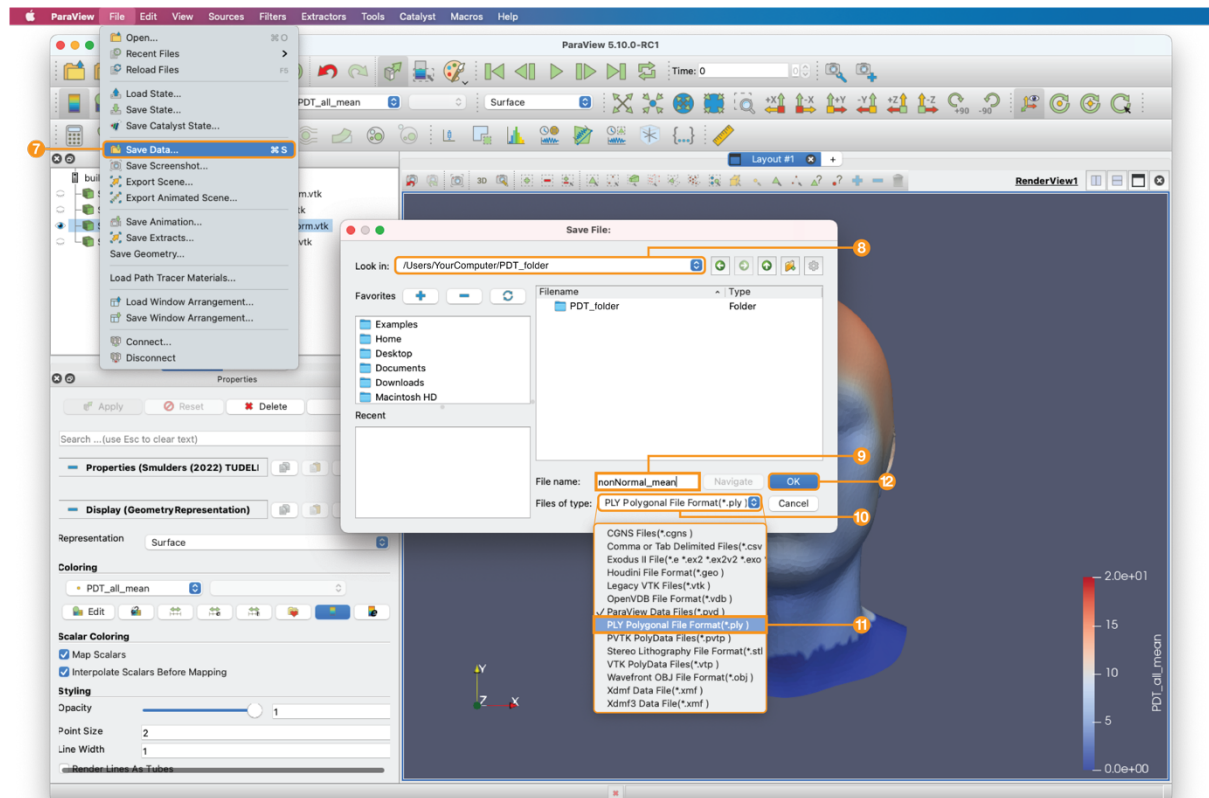 ParaView File Edit View Sources Filters Extractors Tools Catalyst Macros Help
ParaView 5.10.0-RC1
Open... ⌘O
Recent Files >
Reload Files F5
Load State...
Save State...
Save Catalyst State...
7
Save Data... ⌘S
Save Screenshot...
Export Scene...
Export Animated Scene...
Save Animation...
Save Extracts...
Save Geometry...
Load Path Tracer Materials...
Load Window Arrangement...
Save Window Arrangement...
Connect...
Disconnect
Time: 0
PDT_all_mean
Surface
+X -X +Y -Y +Z -Z +90 -90
Layout #1 +
3D
RenderView1
buil
m.vtk
tk
orm.vtk
vtk
Save File:
8
Look in: /Users/YourComputer/PDT_folder
Favorites
Filename Type
PDT_folder Folder
Examples
Home
Desktop
Documents
Downloads
Macintosh HD
Recent
9
File name: nonNormal_mean Navigate OK
12
Files of type: PLY Polygonal File Format(*.ply ) Cancel
10
CGNS Files(*.cgns )
Comma or Tab Delimited Files(*.csv
Exodus II File(*.e *.ex2 *.ex2v2 *.exo
Houdini File Format(*.geo )
Legacy VTK Files(*.vtk )
OpenVDB File Format(*.vdb )
ParaView Data Files(*.pvd )
PLY Polygonal File Format(*.ply )
11
PVTK PolyData Files(*.pvtp )
Stereo Lithography File Format(*.stl
VTK PolyData Files(*.vtp )
Wavefront OBJ File Format(*.obj )
Xdmf Data File(*.xmf )
Xdmf3 Data File(*.xmf )
Properties
Apply Reset Delete
Search ...(use Esc to clear text)
Properties (Smulders (2022) TUDEL
Display (GeometryRepresentation)
Representation Surface
Coloring
PDT_all_mean
Edit
Scalar Coloring
Map Scalars
Interpolate Scalars Before Mapping
Styling
Opacity 1
Point Size 2
Line Width 1
Render Lines As Tubes
Y
Z X
2.0e+01
15
10
5
0.0e+00
PDT_all_mean